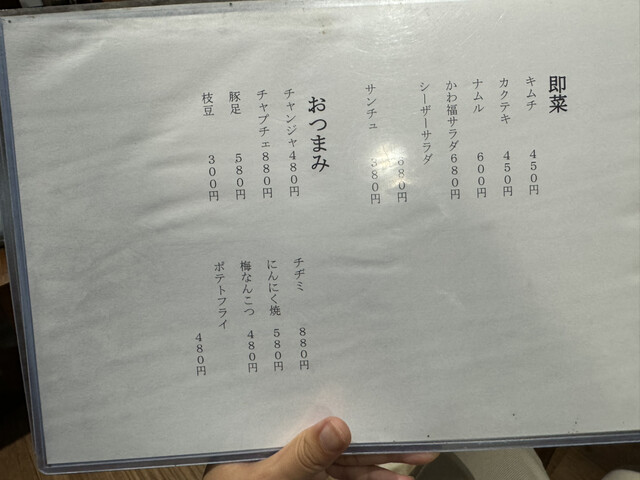 即菜
キムチ 450円
カクテキ 450円
ナムル 600円
かわ福サラダ 680円
シーザーサラダ
680円
サンチュ 380円
おつまみ
チャンジャ 480円
チャプチェ 880円
豚足 580円
枝豆 300円
チヂミ 880円
にんにく焼 580円
梅なんこつ 480円
ポテトフライ
480円